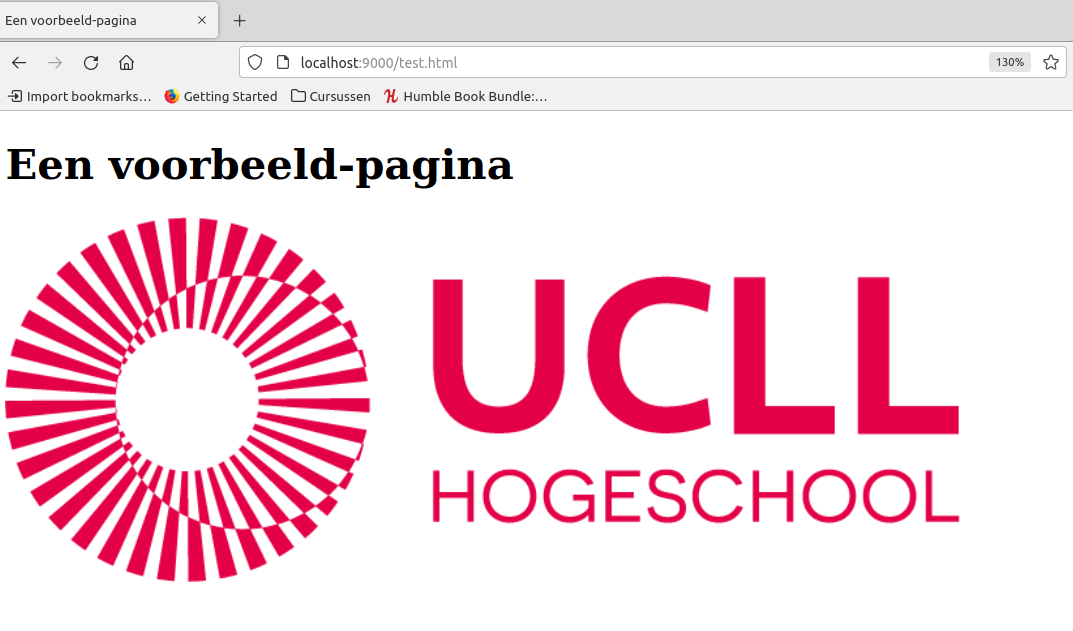 Een voorbeeld-pagina
localhost:9000/test.html 130%
Import bookmarks… Getting Started Cursussen Humble Book Bundle:…
Een voorbeeld-pagina
UCLL
HOGESCHOOL